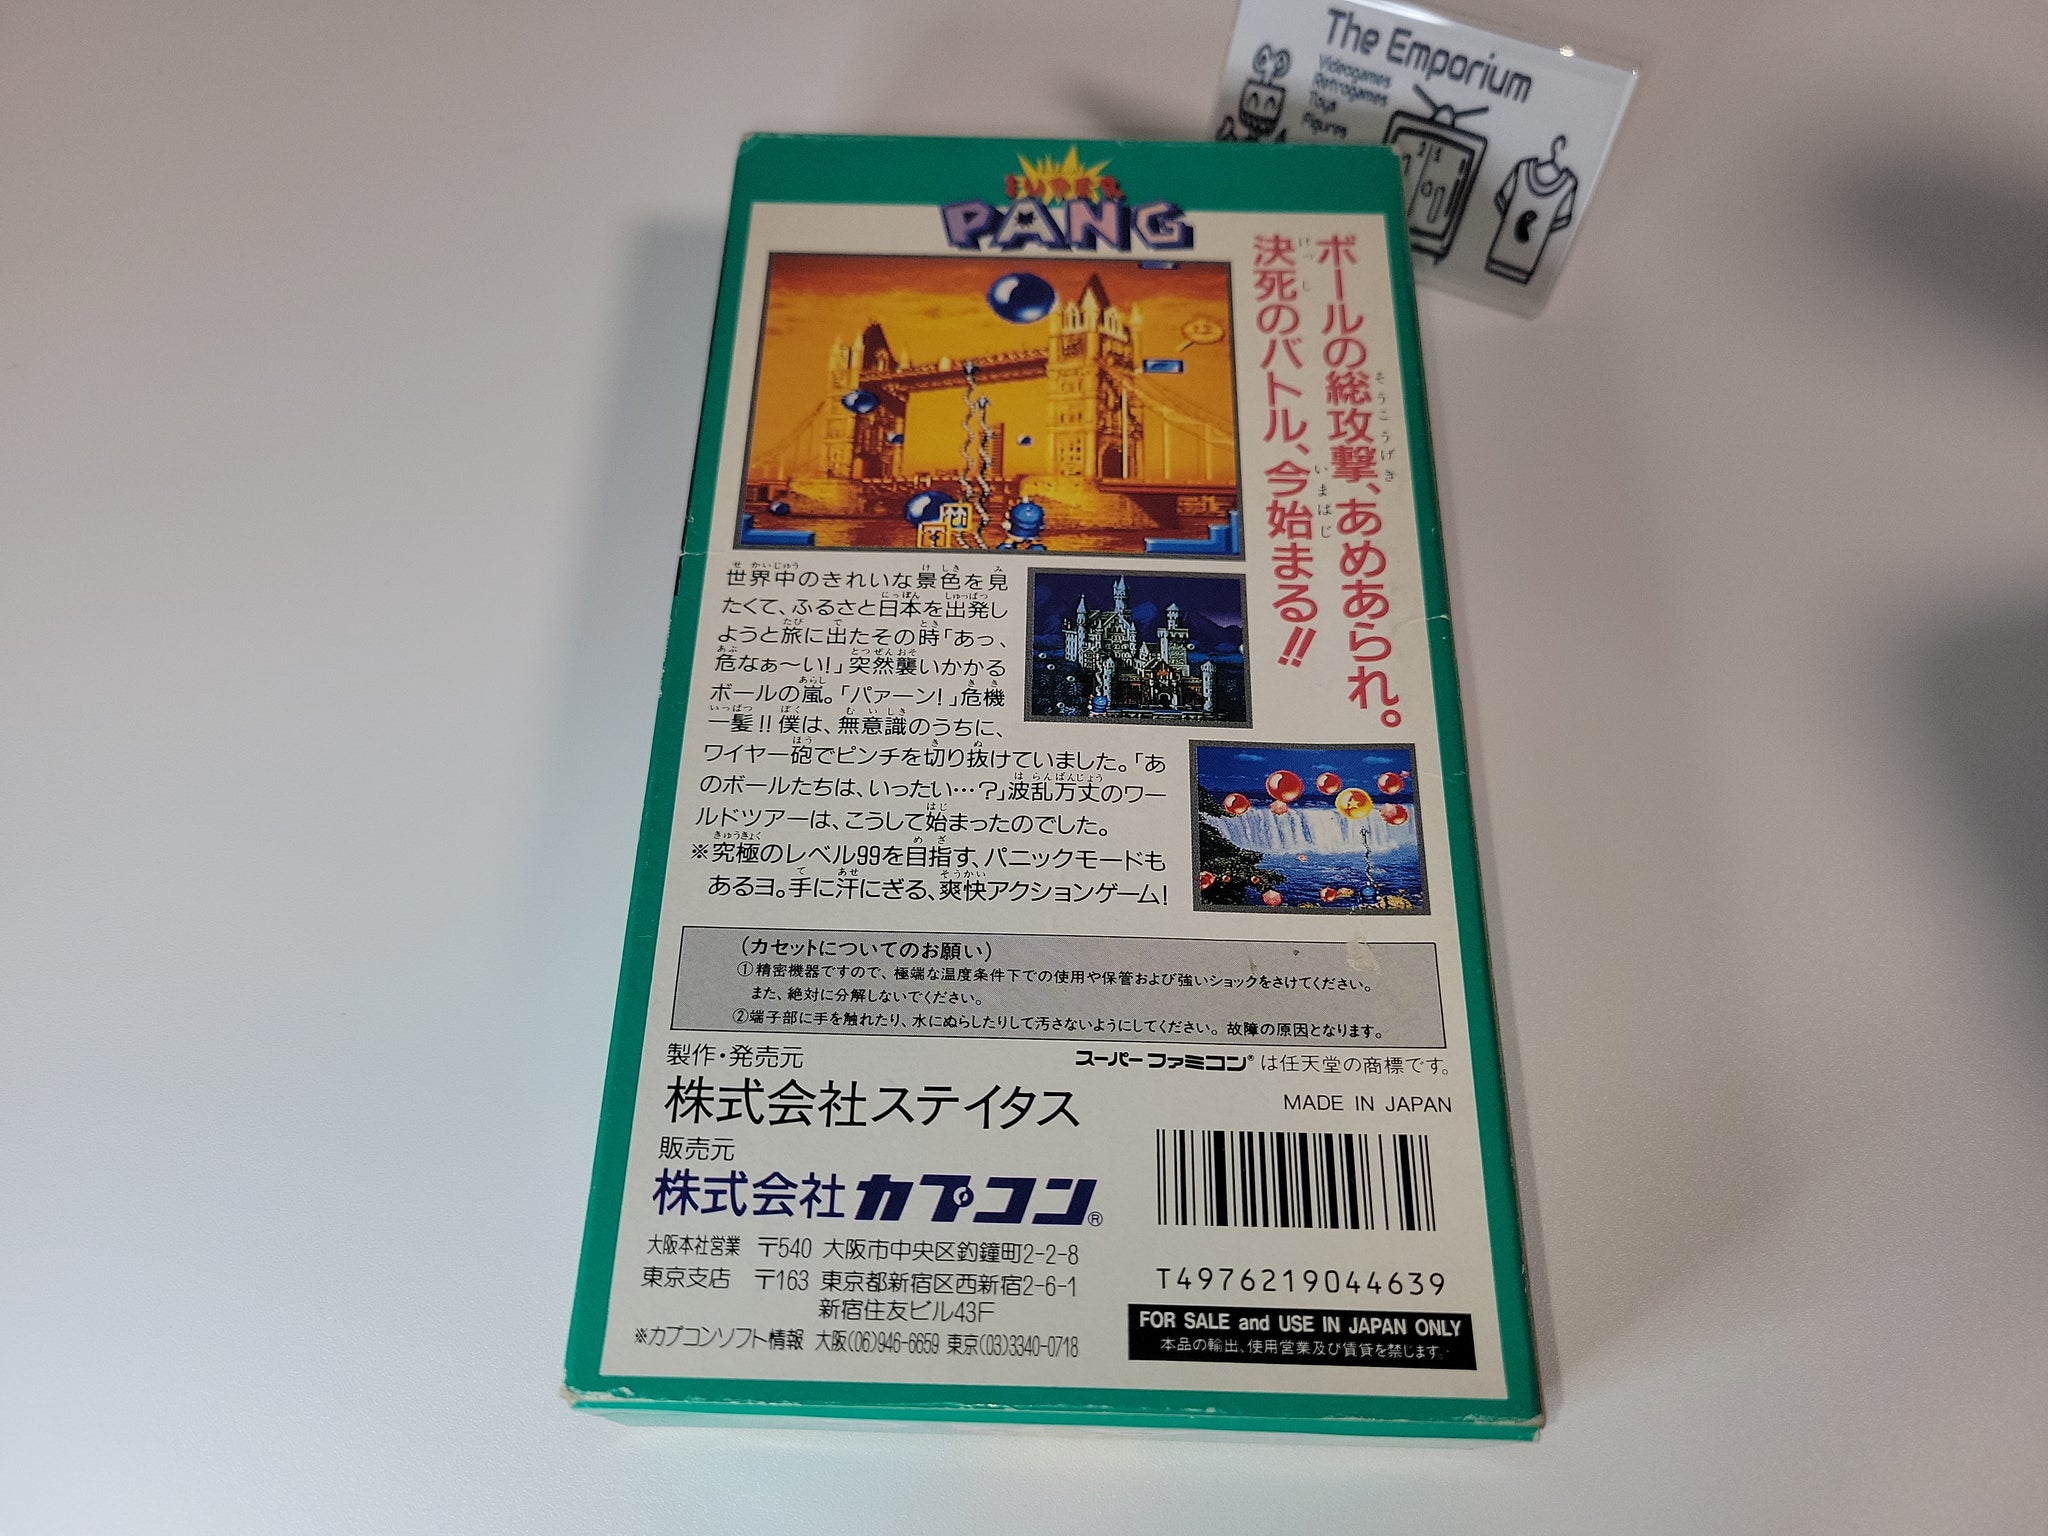 The Emporium
Videogames
Retrogames
Toys
Figures
SUPER
PANG
ボールの総攻撃、あめあられ。
決死のバトル、今始まる!!
世界中のきれいな景色を見
たくて、ふるさと日本を出発し
ようと旅に出たその時「あっ、
危なぁ〜い!」突然襲いかかる
ボールの嵐。「パァーン!」危機
一髪!!僕は、無意識のうちに、
ワイヤー砲でピンチを切り抜けていました。「あ
のボールたちは、いったい…?」波乱万丈のワー
ルドツアーは、こうして始まったのでした。
※究極のレベル99を目指す、パニックモードも
あるヨ。手に汗にぎる、爽快アクションゲーム!
(カセットについてのお願い)
①精密機器ですので、極端な温度条件下での使用や保管および強いショックをさけてください。
また、絶対に分解しないでください。
②端子部に手を触れたり、水にぬらしたりして汚さないようにしてください。故障の原因となります。
製作・発売元
スーパーファミコン®は任天堂の商標です。
株式会社ステイタス
MADE IN JAPAN
販売元
株式会社カプコン®
大阪本社営業 〒540 大阪市中央区釣鐘町2-2-8
東京支店 〒163 東京都新宿区西新宿2-6-1
新宿住友ビル43F
※カプコンソフト情報 大阪(06)946-6659 東京(03)3340-0718
T4976219044639
FOR SALE and USE IN JAPAN ONLY
本品の輸出、使用営業及び賃貸を禁じます。